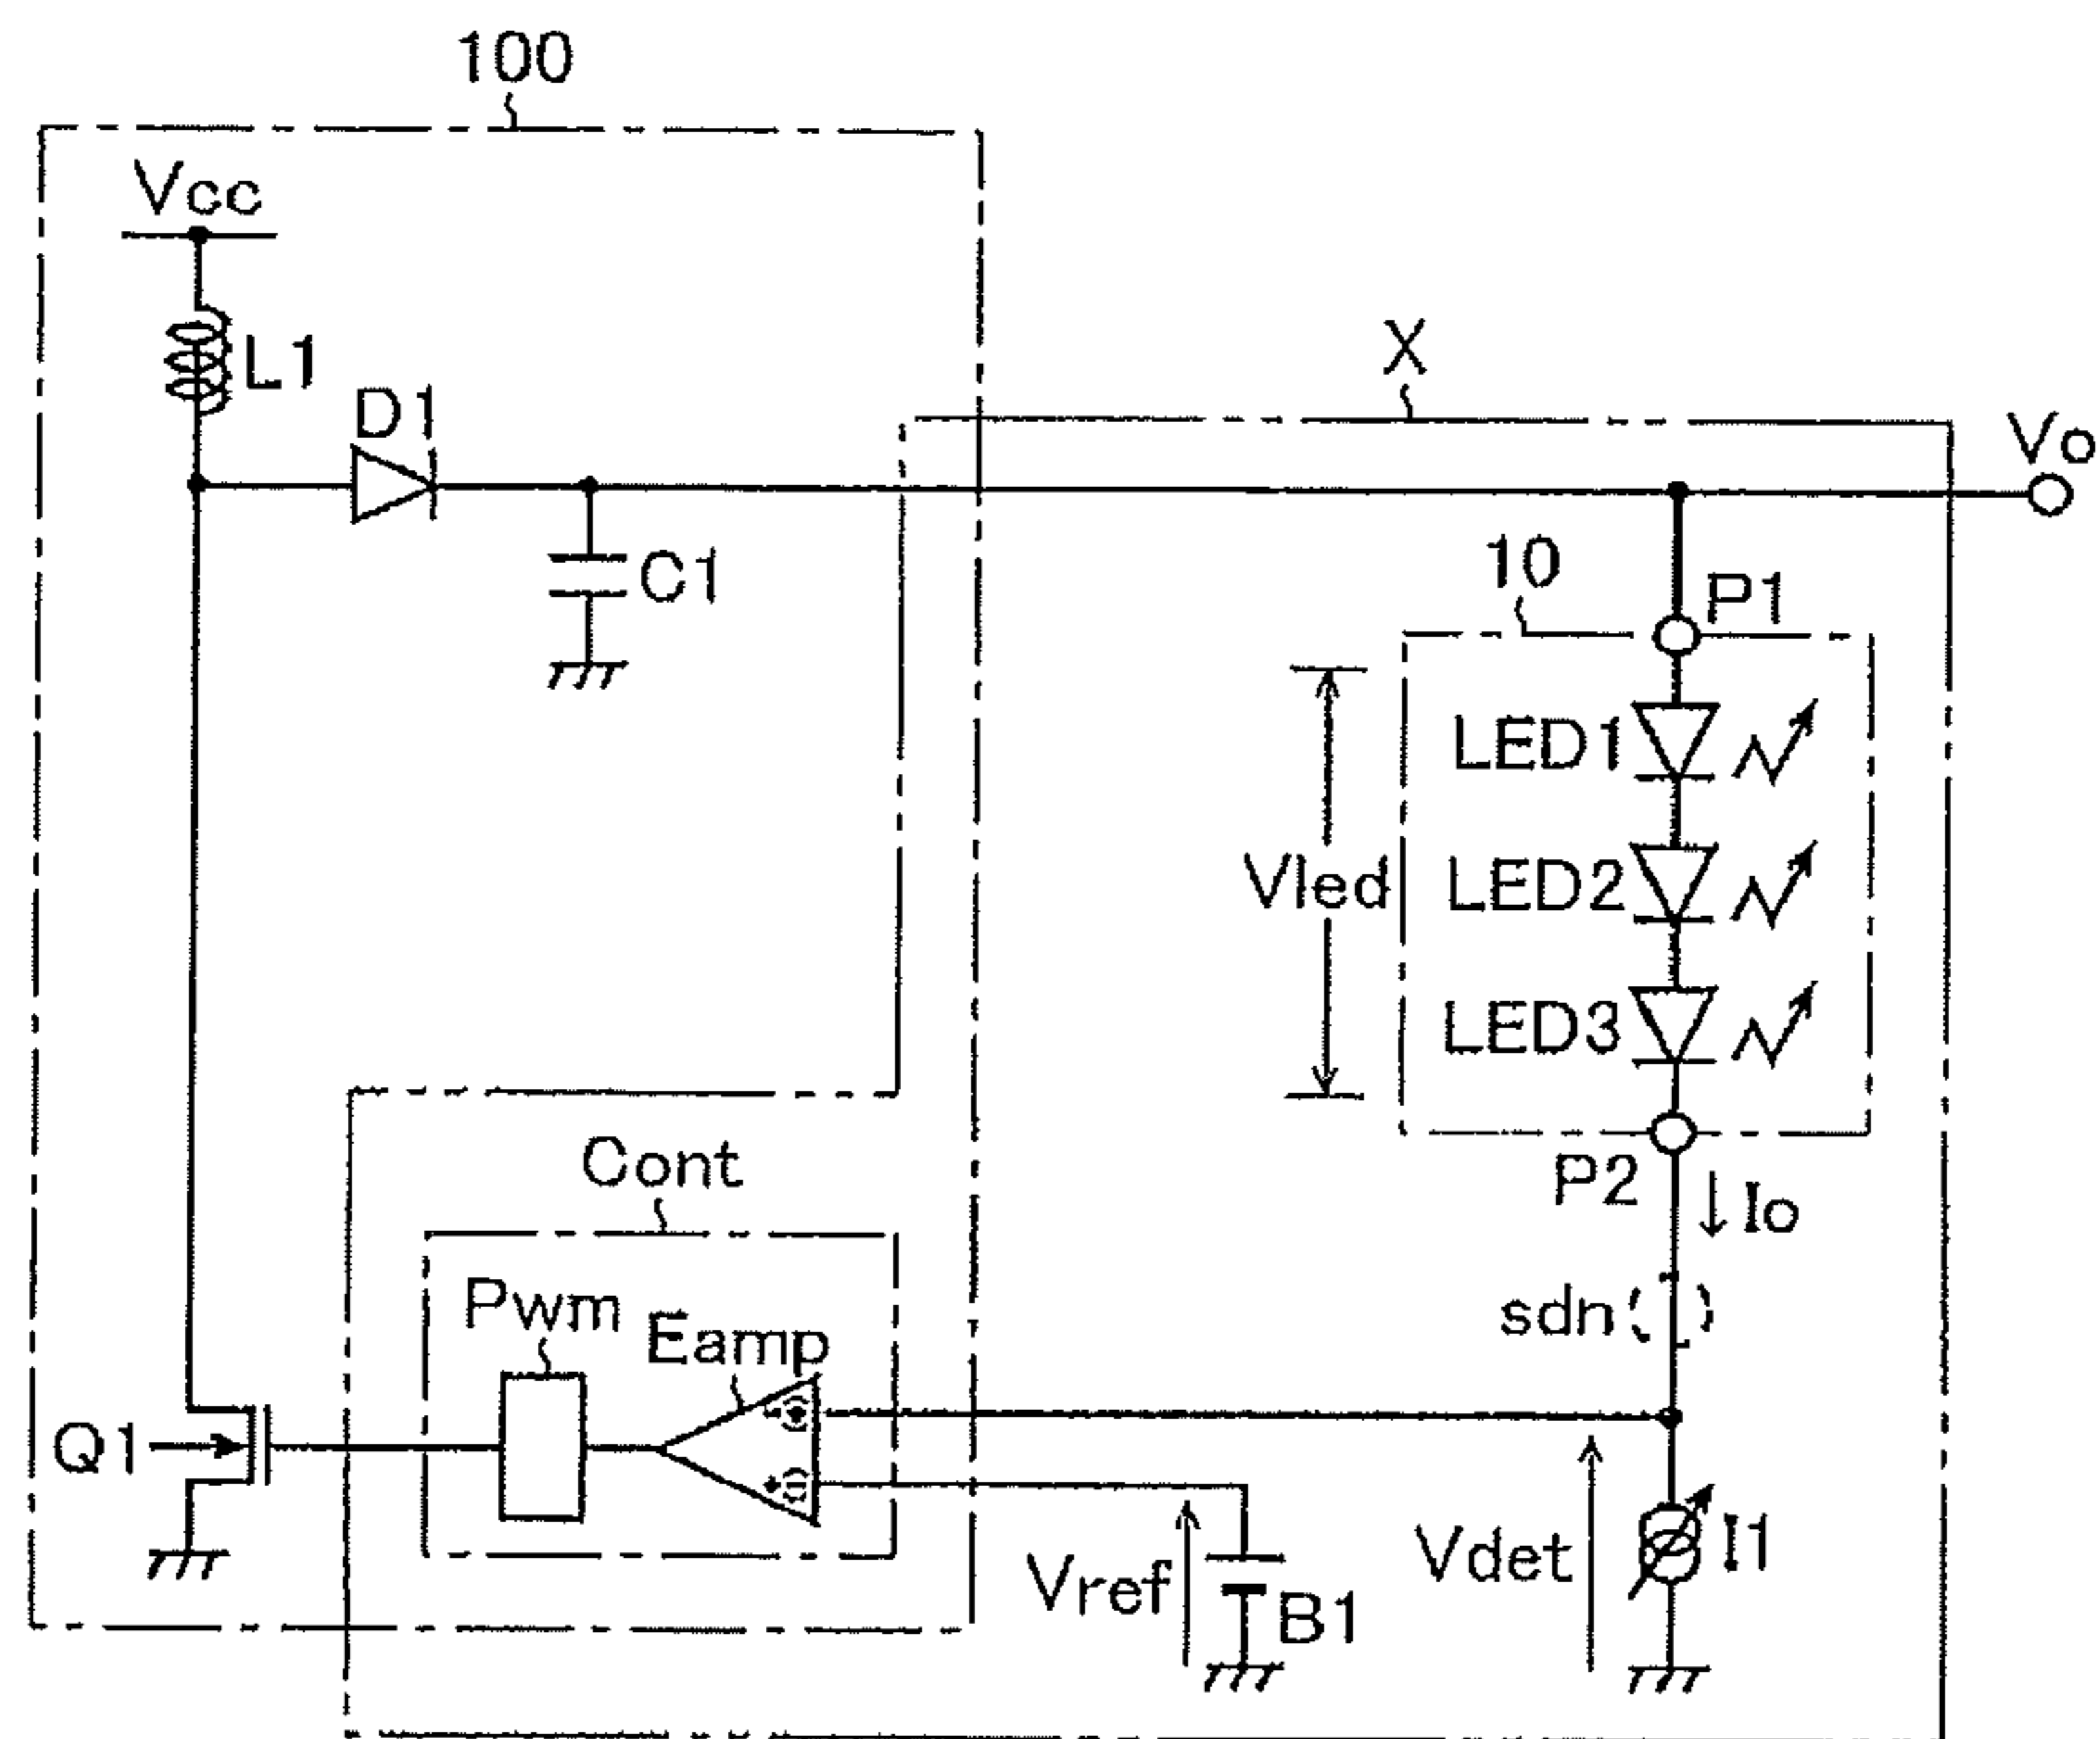 100
Vcc
L1
D1
C1
X
Vo
10
P1
LED1
LED2
LED3
Vled
P2
Io
sdn
Cont
Pwm
Eamp
Q1
Vref
B1
Vdet
I1